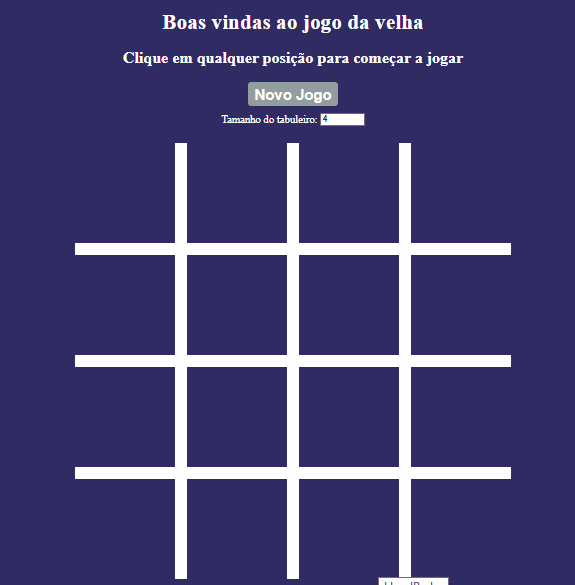 Boas vindas ao jogo da velha
Clique em qualquer posição para começar a jogar
Novo Jogo
Tamanho do tabuleiro: 4